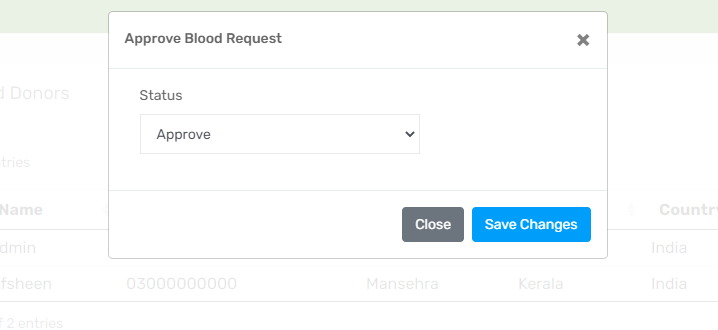 Approve Blood Request
×
d Donors
Status
Approve
ntries
Name
Country
Close
Save Changes
dmin
India
fsheen
03000000000
Mansehra
Kerala
India
f 2 entries